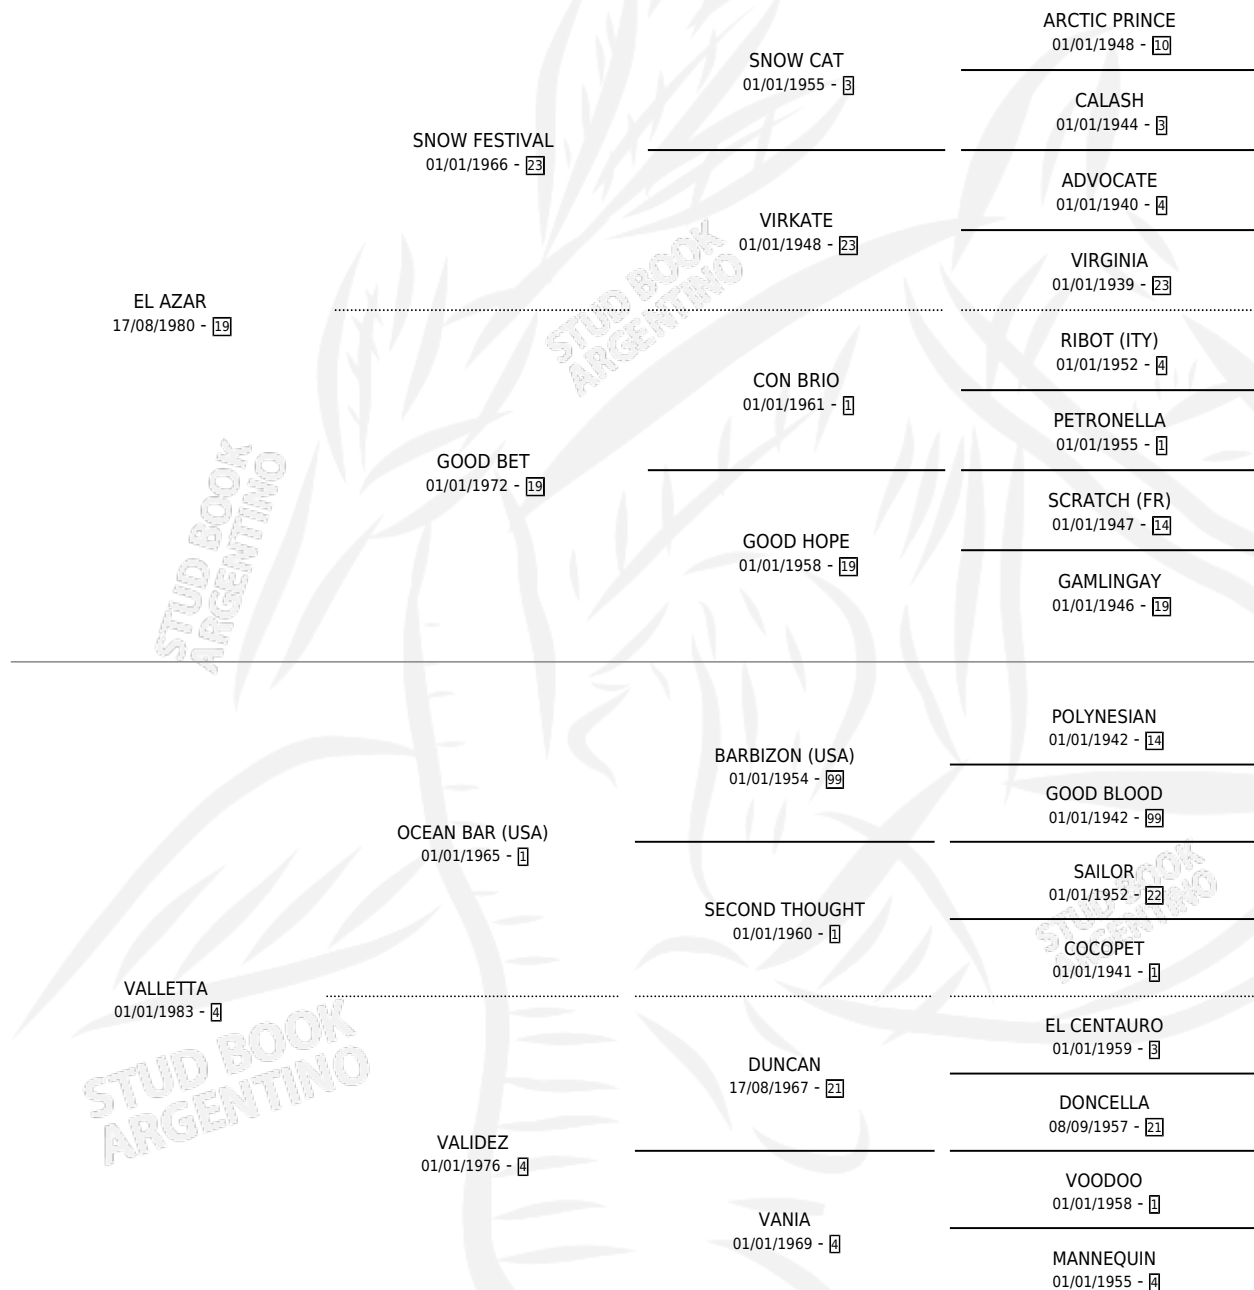 ARCTIC PRINCE
01/01/1948 - 10
SNOW CAT
01/01/1955 - 3
CALASH
01/01/1944 - 3
SNOW FESTIVAL
01/01/1966 - 23
ADVOCATE
01/01/1940 - 4
VIRKATE
01/01/1948 - 23
VIRGINIA
01/01/1939 - 23
EL AZAR
17/08/1980 - 19
RIBOT (ITY)
01/01/1952 - 4
CON BRIO
01/01/1961 - 1
PETRONELLA
01/01/1955 - 1
GOOD BET
01/01/1972 - 19
SCRATCH (FR)
01/01/1947 - 14
GOOD HOPE
01/01/1958 - 19
GAMLINGAY
01/01/1946 - 19
POLYNESIAN
01/01/1942 - 14
BARBIZON (USA)
01/01/1954 - 99
GOOD BLOOD
01/01/1942 - 99
OCEAN BAR (USA)
01/01/1965 - 1
SAILOR
01/01/1952 - 22
SECOND THOUGHT
01/01/1960 - 1
COCOPET
01/01/1941 - 1
VALLETTA
01/01/1983 - 4
EL CENTAURO
01/01/1959 - 3
DUNCAN
17/08/1967 - 21
DONCELLA
08/09/1957 - 21
VALIDEZ
01/01/1976 - 4
VOODOO
01/01/1958 - 1
VANIA
01/01/1969 - 4
MANNEQUIN
01/01/1955 - 4
STUD BOOK
ARGENTINO
STUD BOOK
ARGENTINO
STUD BOOK
ARGENTINO
STUD BOOK
ARGENTINO